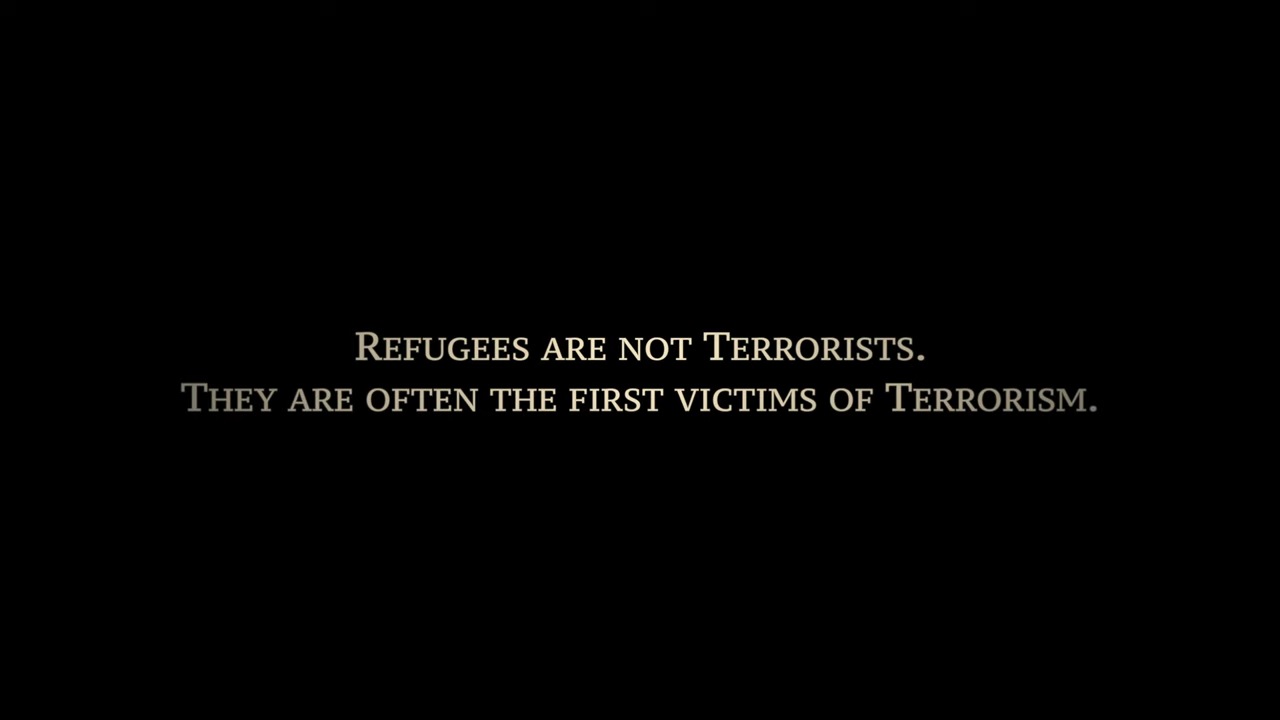 Refugees are not Terrorists.
They are often the first victims of Terrorism.